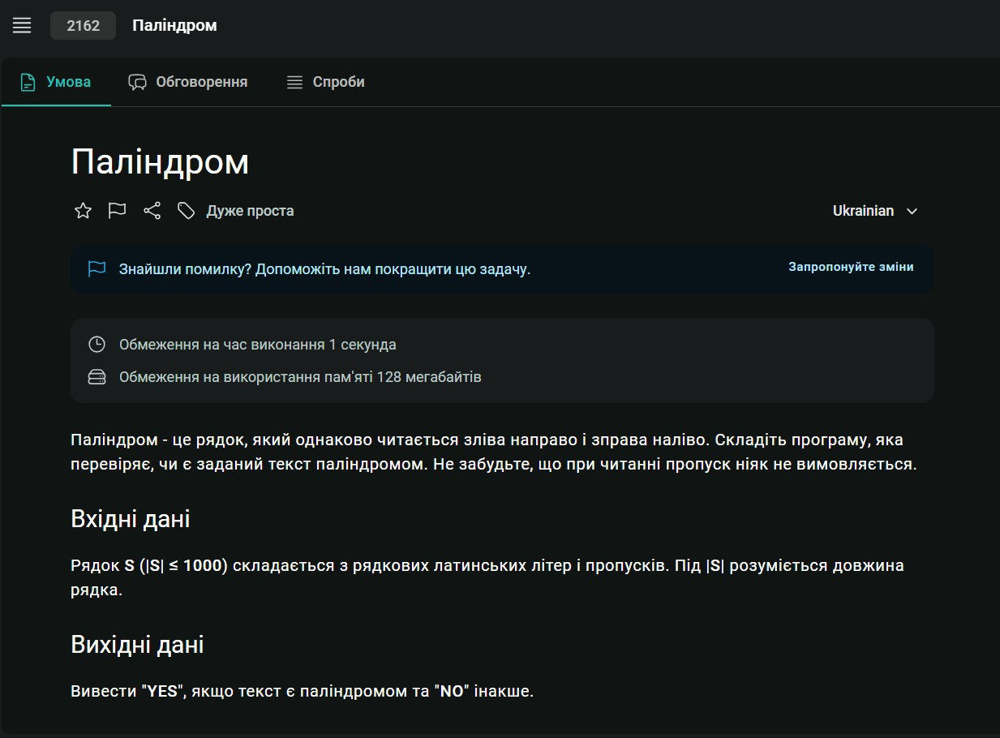 2162 Паліндром
Умова Обговорення Спроби
Паліндром
Дуже проста Ukrainian
Знайшли помилку? Допоможіть нам покращити цю задачу. Запропонуйте зміни
Обмеження на час виконання 1 секунда
Обмеження на використання пам'яті 128 мегабайтів
Паліндром - це рядок, який однаково читається зліва направо і зправа наліво. Складіть програму, яка
перевіряє, чи є заданий текст паліндромом. Не забудьте, що при читанні пропуск ніяк не вимовляється.
Вхідні дані
Рядок S (|S| ≤ 1000) складається з рядкових латинських літер і пропусків. Під |S| розуміється довжина
рядка.
Вихідні дані
Вивести "YES", якщо текст є паліндромом та "NO" інакше.